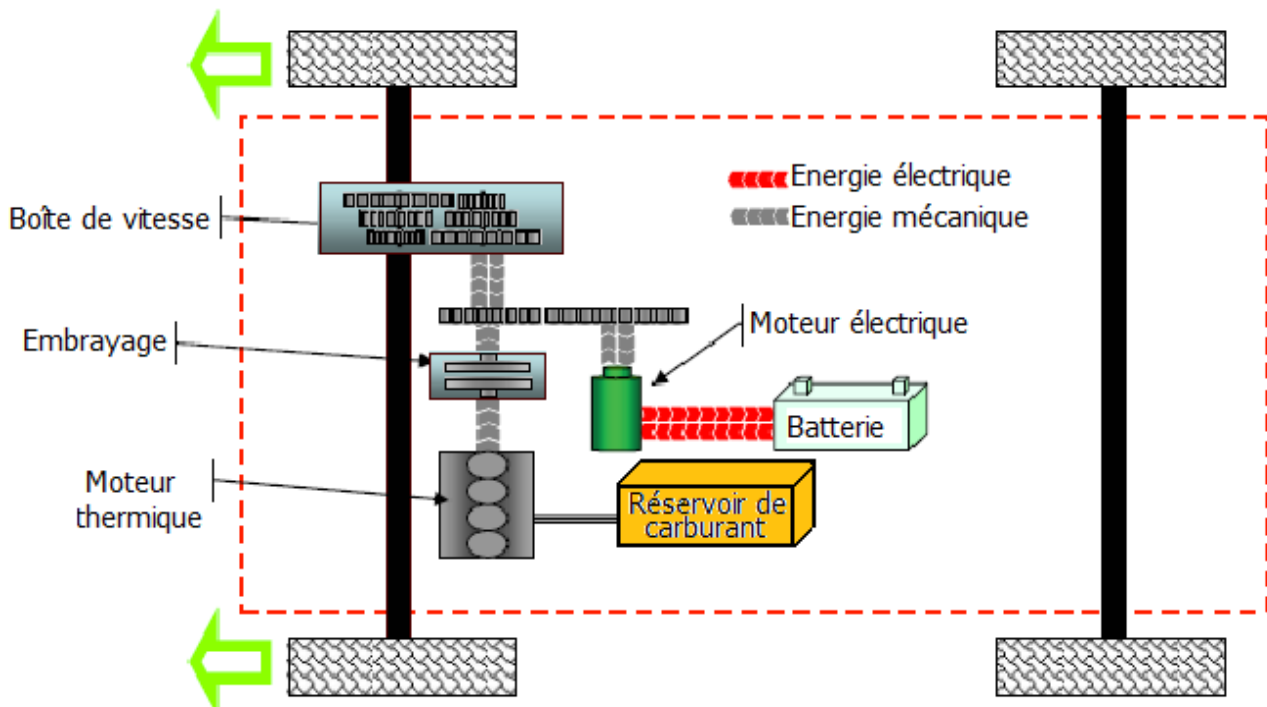 Energie électrique
Boîte de vitesse
Energie mécanique
Embrayage
Moteur électrique
Batterie
Moteur
thermique
Réservoir de
carburant